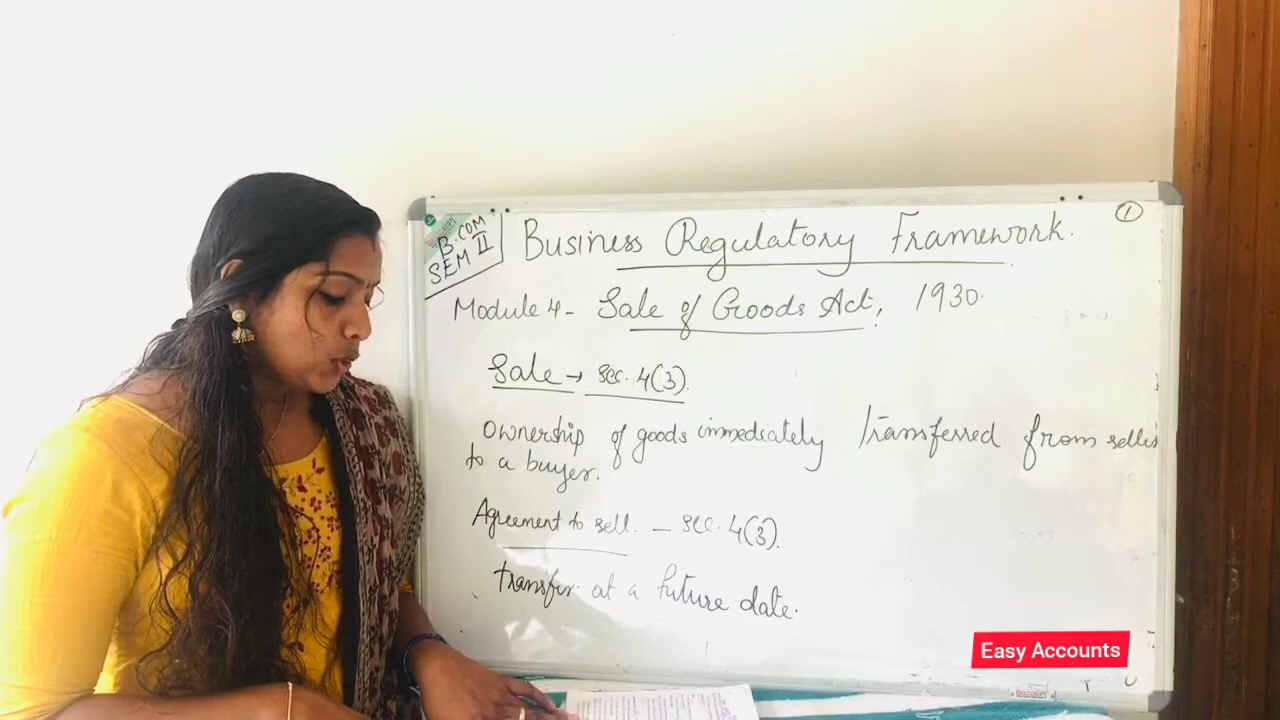 B.COM
SEM II
Business Regulatory Framework.
1
Module 4 - Sale of Goods Act, 1930.
Sale → sec. 4(3).
Ownership of goods immediately transferred from seller
to a buyer.
Agreement to sell. – sec. 4(3).
transfer at a future date.
Easy Accounts